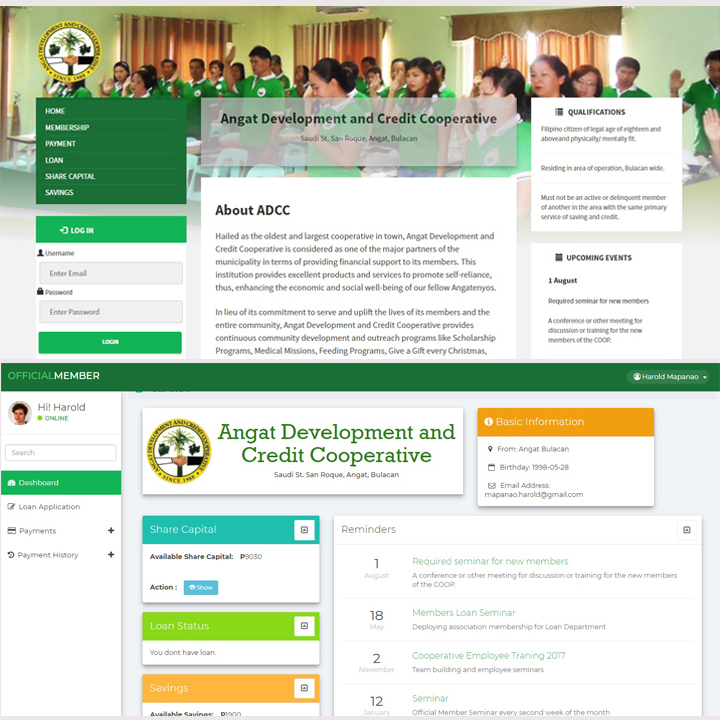 ANGAT DEVELOPMENT AND CREDIT COOPERATIVE
SINCE 1988
HOME
MEMBERSHIP
PAYMENT
LOAN
SHARE CAPITAL
SAVINGS
LOG IN
Username
Enter Email
Password
Enter Password
LOGIN
Angat Development and Credit Cooperative
Saudi St, San Roque, Angat, Bulacan
About ADCC
Hailed as the oldest and largest cooperative in town, Angat Development and
Credit Cooperative is considered as one of the major partners of the
municipality in terms of providing financial support to its members. This
institution provides excellent products and services to promote self-reliance,
thus, enhancing the economic and social well-being of our fellow Angatenyos.
In lieu of its commitment to serve and uplift the lives of its members and the
entire community, Angat Development and Credit Cooperative provides
continuous community development and outreach programs like Scholarship
Programs, Medical Missions, Feeding Programs, Give a Gift every Christmas,
QUALIFICATIONS
Filipino citizen of legal age of eighteen and
aboveand physically/ mentally fit.
Residing in area of operation, Bulacan wide.
Must not be an active or delinquent member
of another in the area with the same primary
service of saving and credit.
UPCOMING EVENTS
1 August
Required seminar for new members
A conference or other meeting for
discussion or training for the new
members of the COOP.
OFFICIALMEMBER
Harold Mapanao
Hi! Harold
ONLINE
Search
Dashboard
Loan Application
Payments
Payment History
ANGAT DEVELOPMENT AND CREDIT COOPERATIVE
SINCE 1988
Angat Development and
Credit Cooperative
Saudi St. San Roque, Angat, Bulacan
Basic Information
From: Angat Bulacan
Birthday: 1998-05-28
Email Address:
mapanao.harold@gmail.com
Share Capital
Available Share Capital: ₱9030
Action :
Show
Loan Status
You dont have loan.
Savings
Available Savings: ₱1900
Reminders
1
August
Required seminar for new members
A conference or other meeting for discussion or training for the new members
of the COOP.
18
May
Members Loan Seminar
Deploying association membership for Loan Department
2
November
Cooperative Employee Traning 2017
Team building and employee seminars
12
January
Seminar
Official Member Seminar every second week of the month